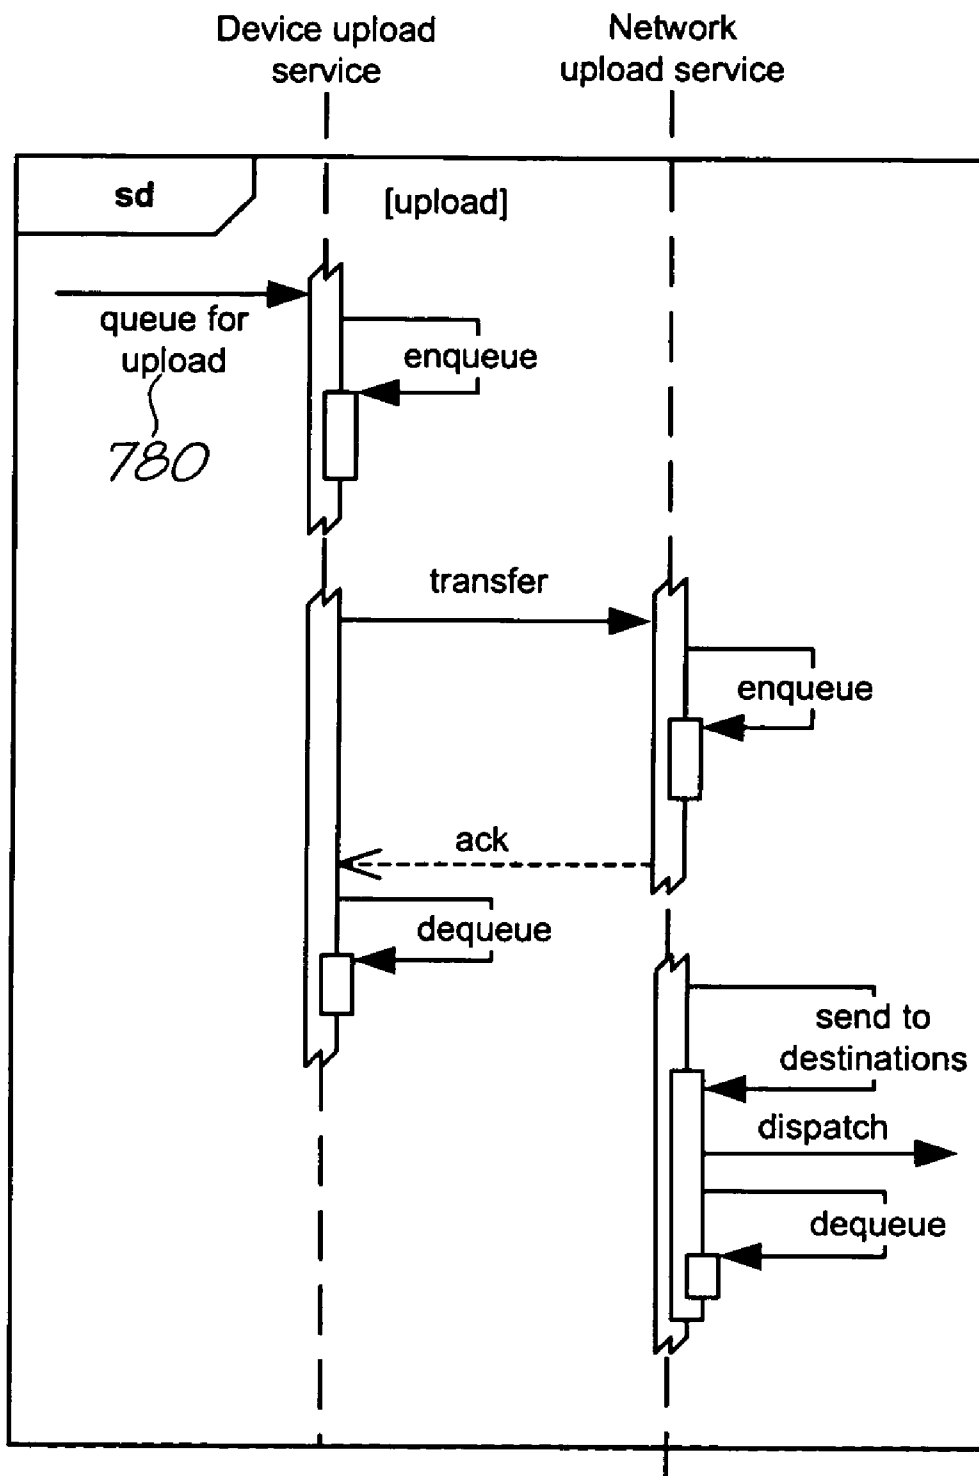 Device upload
service
Network
upload service
sd
[upload]
queue for
upload
780
enqueue
transfer
enqueue
ack
dequeue
send to
destinations
dispatch
dequeue